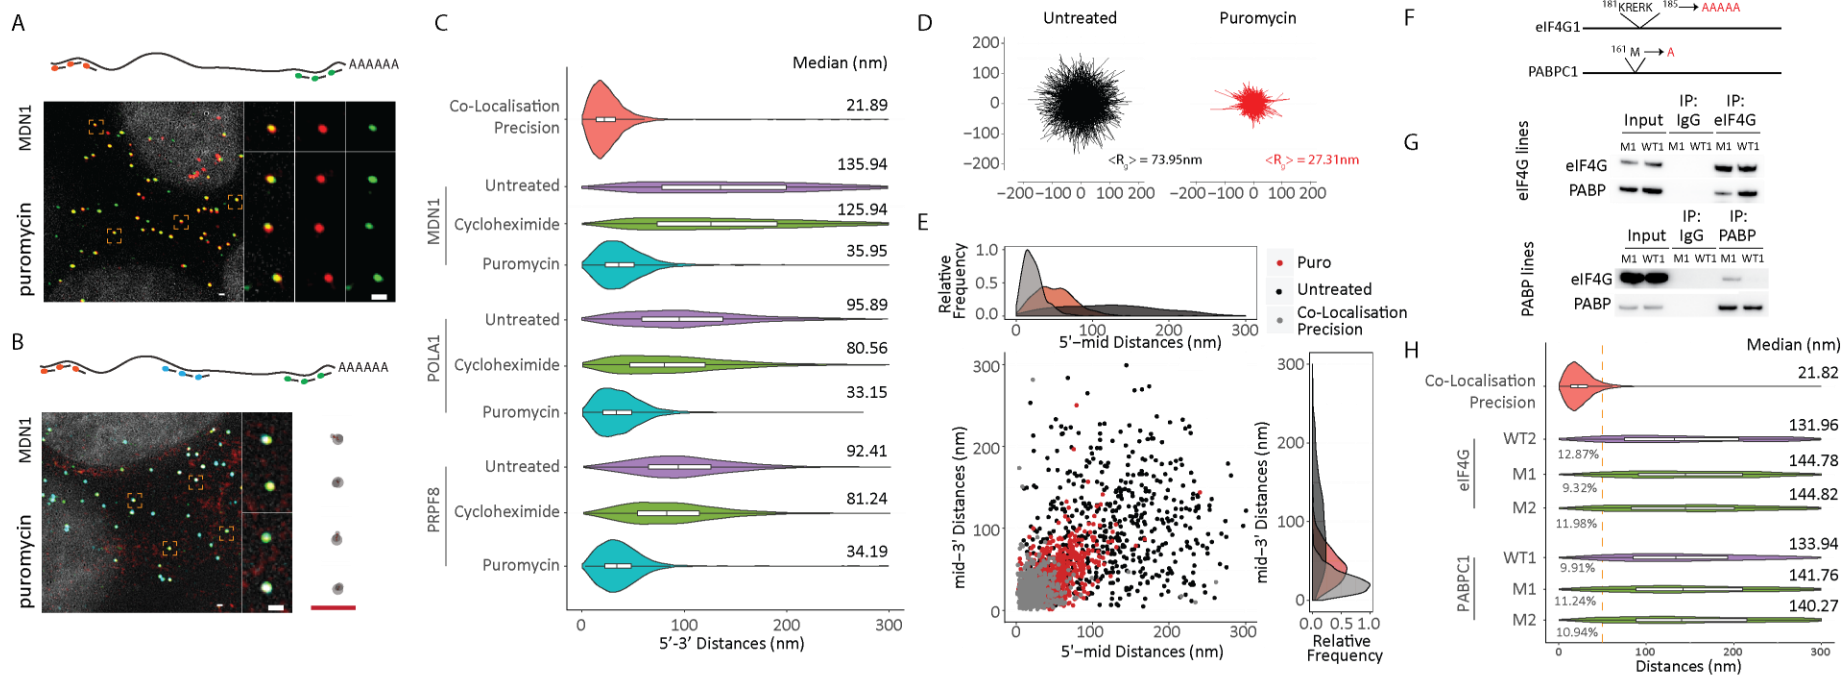 A
AAAAAA
MDN1
puromycin
B
AAAAAA
MDN1
puromycin
C
Median (nm)
Co-Localisation
Precision
21.89
MDN1
Untreated
135.94
Cycloheximide
125.94
Puromycin
35.95
POLA1
Untreated
95.89
Cycloheximide
80.56
Puromycin
33.15
PRPF8
Untreated
92.41
Cycloheximide
81.24
Puromycin
34.19
0 100 200 300
5'-3' Distances (nm)
D
Untreated Puromycin
200
100
0
−100
−200
<Rg> = 73.95nm
<Rg> = 27.31nm
−200 −100 0 100 200
−200 −100 0 100 200
E
Relative
Frequency
1.0
0.5
0.0
0 100 200 300
5'−mid Distances (nm)
Puro
Untreated
Co-Localisation
Precision
mid−3' Distances (nm)
300
200
100
0
0 100 200 300
5'−mid Distances (nm)
mid−3' Distances (nm)
300
200
100
0
0.0 0.5 1.0
Relative
Frequency
F
181KRERK 185 AAAAA
eIF4G1
161 M A
PABPC1
G
eIF4G lines
Input
IP:
IgG
IP:
eIF4G
M1 WT1 M1 WT1 M1 WT1
eIF4G
PABP
PABP lines
Input
IP:
IgG
IP:
PABP
M1 WT1 M1 WT1 M1 WT1
eIF4G
PABP
H
Median (nm)
Co-Localisation
Precision
21.82
eIF4G
WT2
12.87%
131.96
M1
9.32%
144.78
M2
11.98%
144.82
PABPC1
WT1
9.91%
133.94
M1
11.24%
141.76
M2
10.94%
140.27
0 100 200 300
Distances (nm)